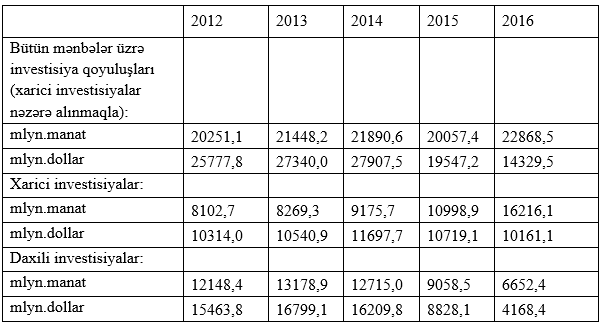 2012 2013 2014 2015 2016
Bütün mənbələr üzrə
investisiya qoyuluşları
(xarici investisiyalar
nəzərə alınmaqla):
mlyn.manat 20251,1 21448,2 21890,6 20057,4 22868,5
mlyn.dollar 25777,8 27340,0 27907,5 19547,2 14329,5
Xarici investisiyalar:
mlyn.manat 8102,7 8269,3 9175,7 10998,9 16216,1
mlyn.dollar 10314,0 10540,9 11697,7 10719,1 10161,1
Daxili investisiyalar:
mlyn.manat 12148,4 13178,9 12715,0 9058,5 6652,4
mlyn.dollar 15463,8 16799,1 16209,8 8828,1 4168,4